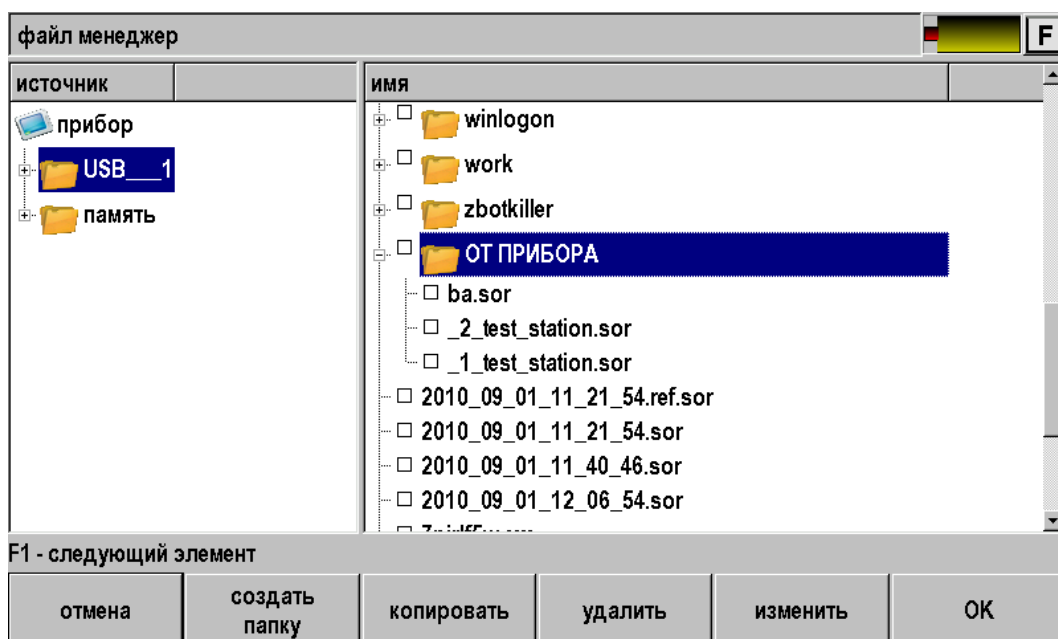 файл менеджер
F
источник
имя
прибор
USB___1
память
winlogon
work
zbotkiller
ОТ ПРИБОРА
ba.sor
_2_test_station.sor
_1_test_station.sor
2010_09_01_11_21_54.ref.sor
2010_09_01_11_21_54.sor
2010_09_01_11_40_46.sor
2010_09_01_12_06_54.sor
F1 - следующий элемент
отмена
создать
папку
копировать
удалить
изменить
OK